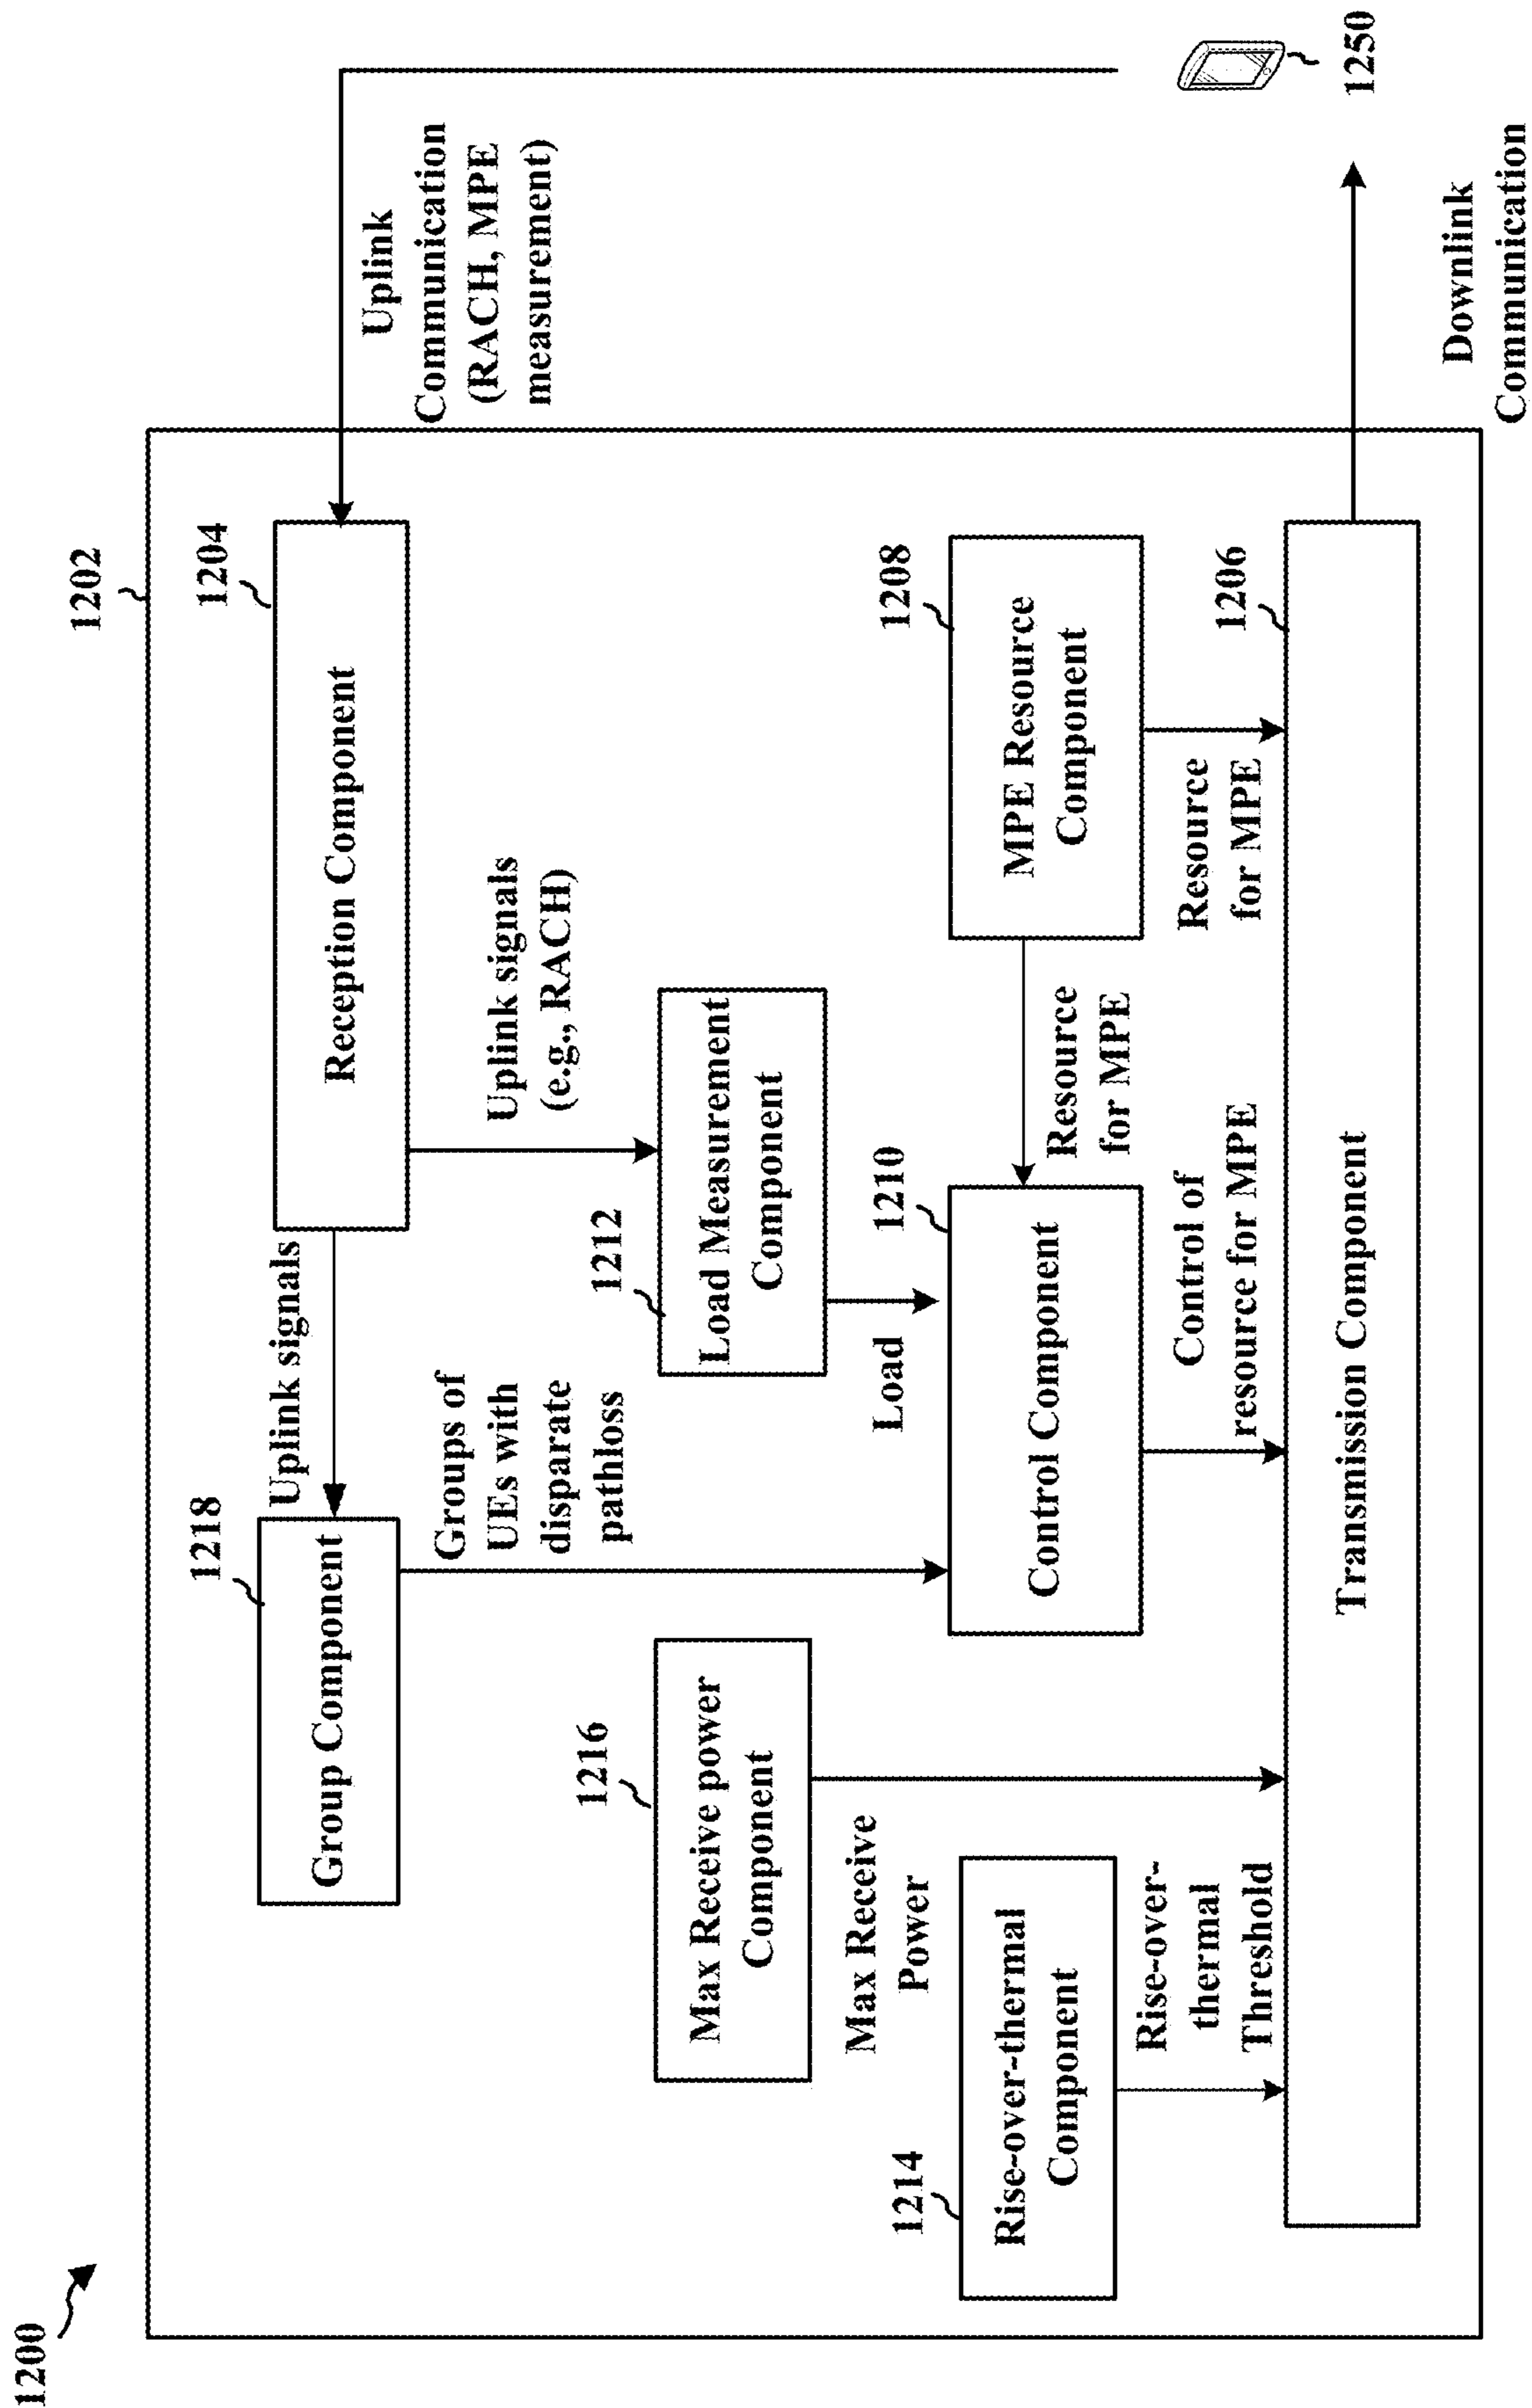 1200
1202
1218
Group Component
Uplink signals
1204
Reception Component
Uplink
Communication
(RACH, MPE
measurement)
1250
Groups of
UEs with
disparate
pathloss
Uplink signals
(e.g., RACH)
1216
Max Receive power
Component
1212
Load Measurement
Component
Max Receive
Power
Load
1214
Rise-over-thermal
Component
1210
Control Component
Resource
for MPE
1208
MPE Resource
Component
Rise-over-
thermal
Threshold
Control of
resource for MPE
Resource
for MPE
1206
Transmission Component
Downlink
Communication